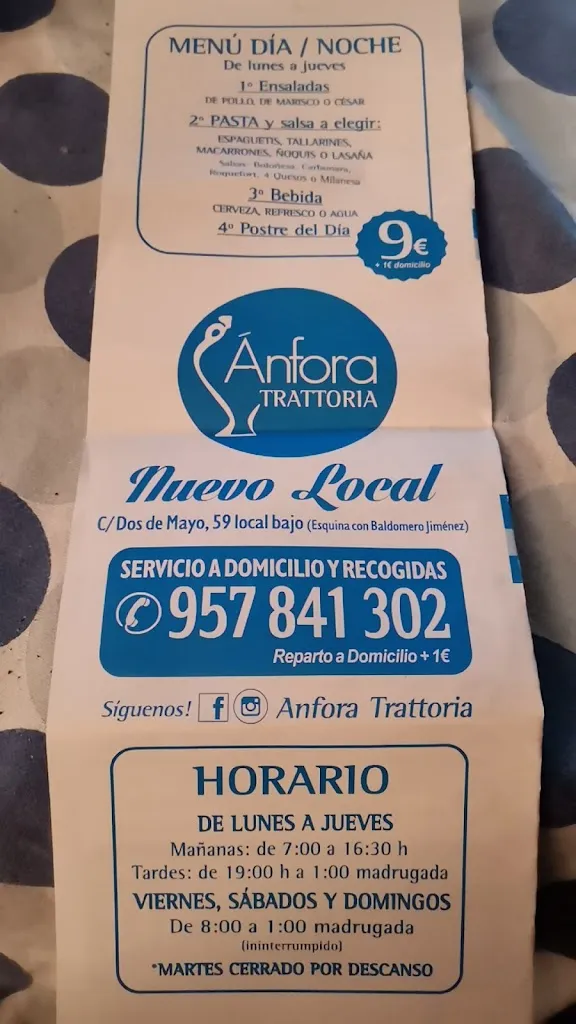 MENÚ DÍA / NOCHE
De lunes a jueves
1º Ensaladas
DE POLLO, DE MARISCO O CÉSAR
2º PASTA y salsa a elegir:
ESPAGUETIS, TALLARINES,
MACARRONES, ÑOQUIS O LASAÑA
Salsas: Boloñesa, Carbonara,
Roquefort, 4 Quesos o Milanesa
3º Bebida
CERVEZA, REFRESCO O AGUA
4º Postre del Día
9€
+ 1€ domicilio
Ánfora
TRATTORIA
Nuevo Local
C/Dos de Mayo, 59 local bajo (Esquina con Baldomero Jiménez)
SERVICIO A DOMICILIO Y RECOGIDAS
957 841 302
Reparto a Domicilio + 1€
Síguenos! f Anfora Trattoria
HORARIO
DE LUNES A JUEVES
Mañanas: de 7:00 a 16:30 h
Tardes: de 19:00 h a 1:00 madrugada
VIERNES, SÁBADOS Y DOMINGOS
De 8:00 a 1:00 madrugada
(ininterrumpido)
*MARTES CERRADO POR DESCANSO